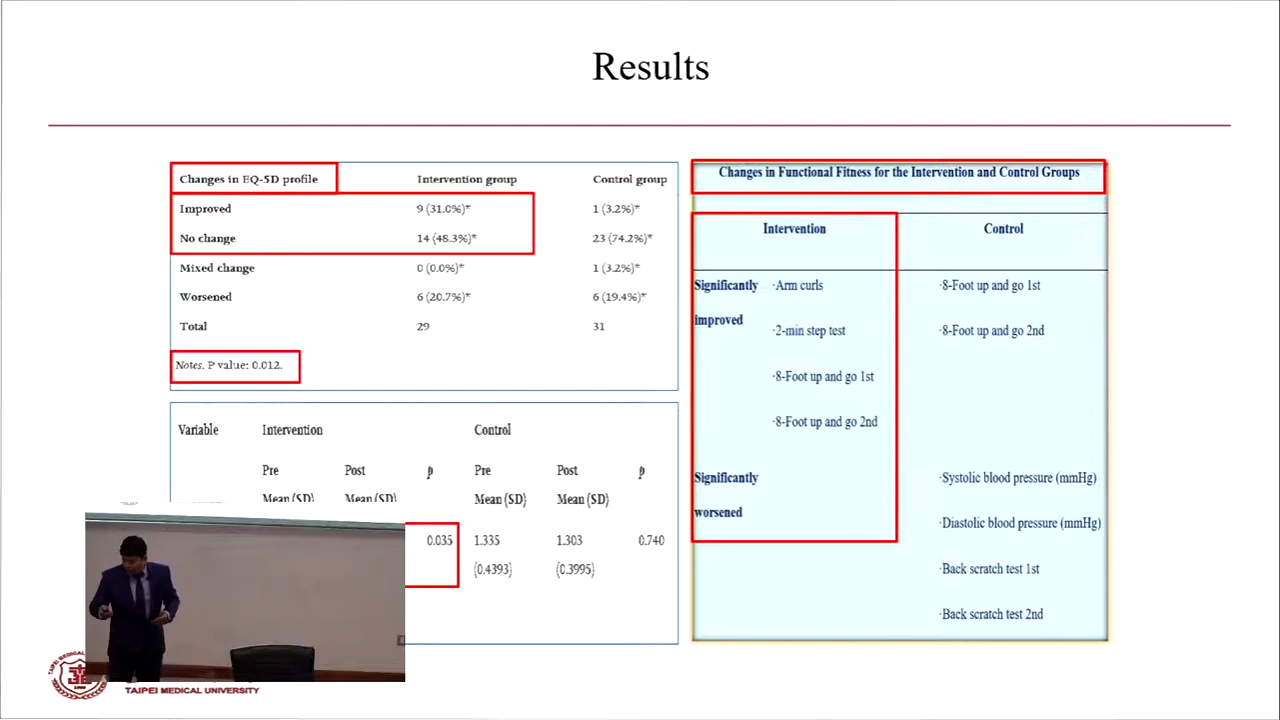 Results
Changes in EQ-5D profile Intervention group Control group
Improved 9 (31.0%)* 1 (3.2%)*
No change 14 (48.3%)* 23 (74.2%)*
Mixed change 0 (0.0%)* 1 (3.2%)*
Worsened 6 (20.7%)* 6 (19.4%)*
Total 29 31
Notes. P value: 0.012.
Variable Intervention Control
Pre Post p Pre Post p
Mean (SD) Mean (SD) Mean (SD) Mean (SD)
0.035 1.335 1.303 0.740
(0.4393) (0.3995)
Changes in Functional Fitness for the Intervention and Control Groups
Intervention Control
Significantly ·Arm curls ·8-Foot up and go 1st
improved
·2-min step test ·8-Foot up and go 2nd
·8-Foot up and go 1st
·8-Foot up and go 2nd
Significantly ·Systolic blood pressure (mmHg)
worsened
·Diastolic blood pressure (mmHg)
·Back scratch test 1st
·Back scratch test 2nd
TAIPEI MEDICAL UNIVERSITY